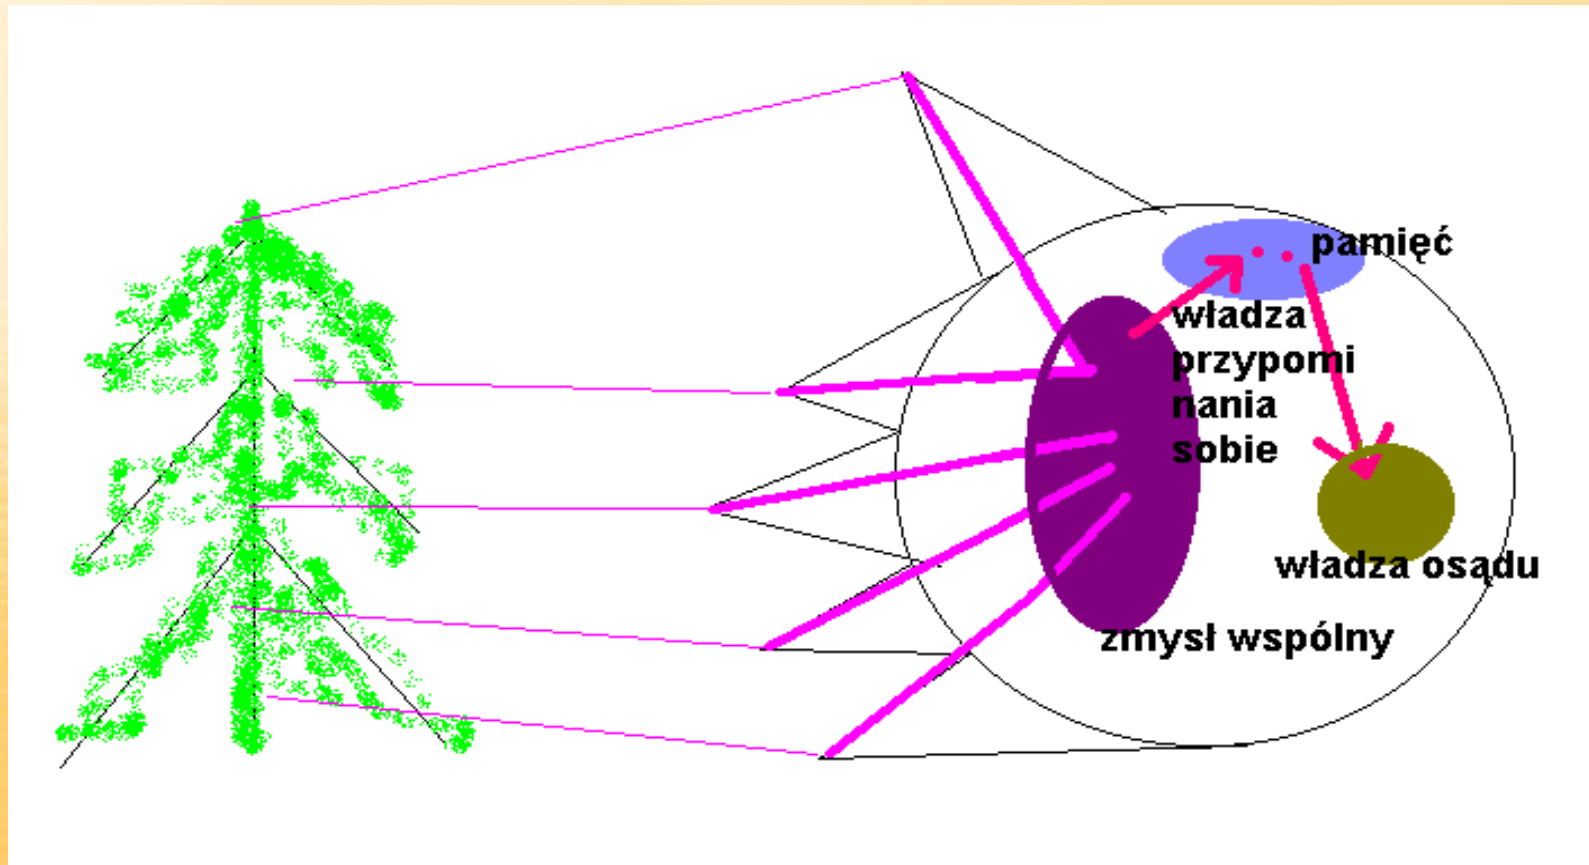 pamięć
władza
przypomi
nania
sobie
władza osądu
zmysł wspólny